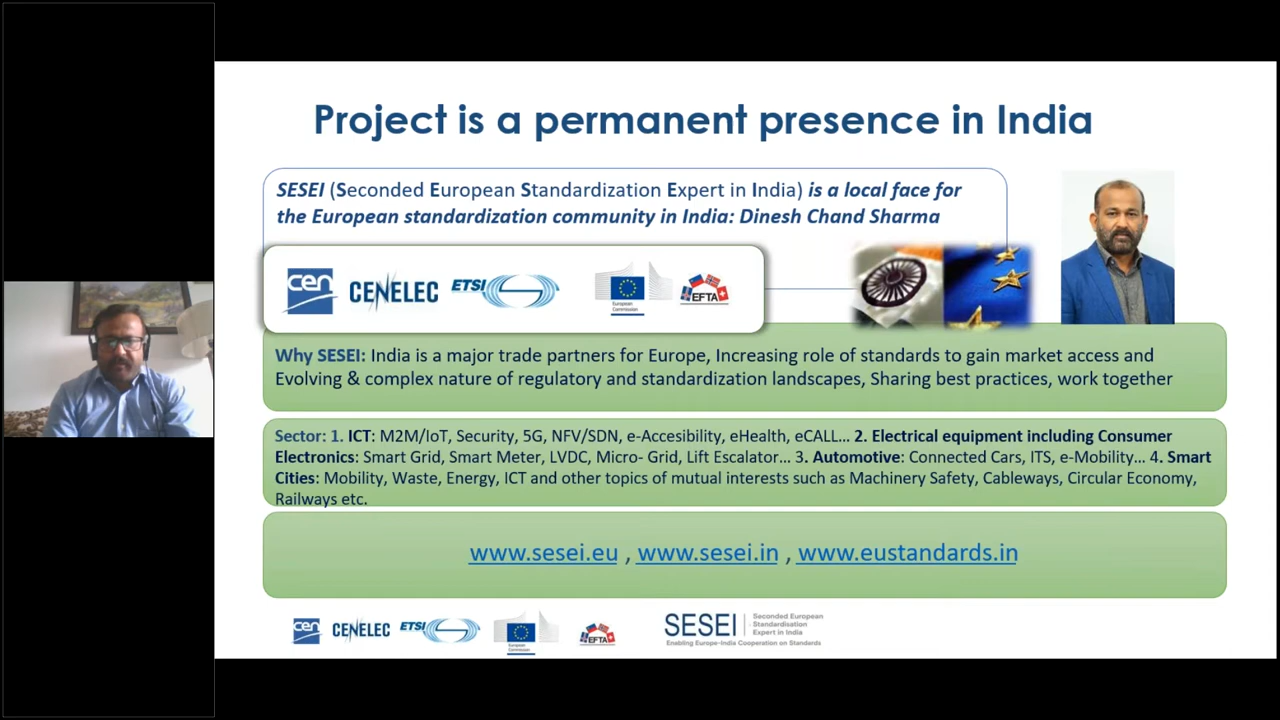 Project is a permanent presence in India
SESEI (Seconded European Standardization Expert in India) is a local face for
the European standardization community in India: Dinesh Chand Sharma
cen
CENELEC
ETSI
European
Commission
EFTA
Why SESEI: India is a major trade partners for Europe, Increasing role of standards to gain market access and
Evolving & complex nature of regulatory and standardization landscapes, Sharing best practices, work together
Sector: 1. ICT: M2M/IoT, Security, 5G, NFV/SDN, e-Accesibility, eHealth, eCALL... 2. Electrical equipment including Consumer
Electronics: Smart Grid, Smart Meter, LVDC, Micro- Grid, Lift Escalator... 3. Automotive: Connected Cars, ITS, e-Mobility... 4. Smart
Cities: Mobility, Waste, Energy, ICT and other topics of mutual interests such as Machinery Safety, Cableways, Circular Economy,
Railways etc.
www.sesei.eu , www.sesei.in , www.eustandards.in
cen
CENELEC
ETSI
European
Commission
EFTA
SESEI
Seconded European
Standardisation
Expert in India
Enabling Europe-India Cooperation on Standards